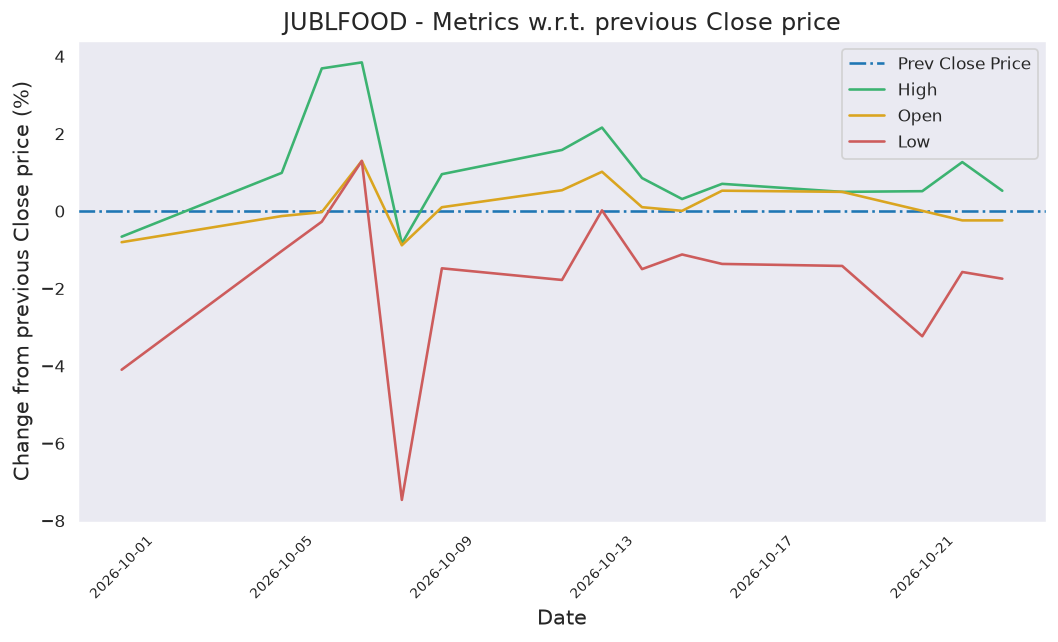 JUBLFOOD - Metrics w.r.t. previous Close price
Change from previous Close price (%)
4
2
0
−2
−4
−6
−8
Prev Close Price
High
Open
Low
2026-10-01
2026-10-05
2026-10-09
2026-10-13
2026-10-17
2026-10-21
Date